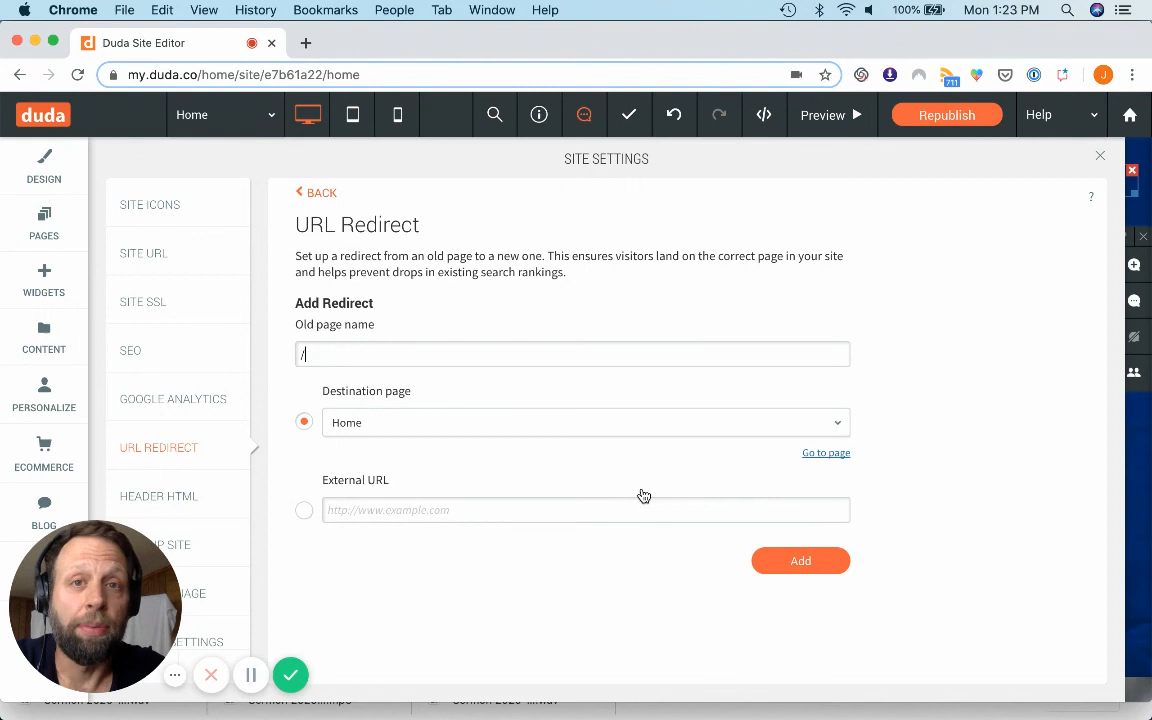 Chrome File Edit View History Bookmarks People Tab Window Help 100% Mon 1:23 PM
Duda Site Editor
my.duda.co/home/site/e7b61a22/home
711
J
duda
Home
Preview
Republish
Help
DESIGN
PAGES
WIDGETS
CONTENT
PERSONALIZE
ECOMMERCE
BLOG
SITE SETTINGS
SITE ICONS
SITE URL
SITE SSL
SEO
GOOGLE ANALYTICS
URL REDIRECT
HEADER HTML
SITE
SETTINGS
BACK
?
URL Redirect
Set up a redirect from an old page to a new one. This ensures visitors land on the correct page in your site
and helps prevent drops in existing search rankings.
Add Redirect
Old page name
/
Destination page
Home
Go to page
External URL
http://www.example.com
Add